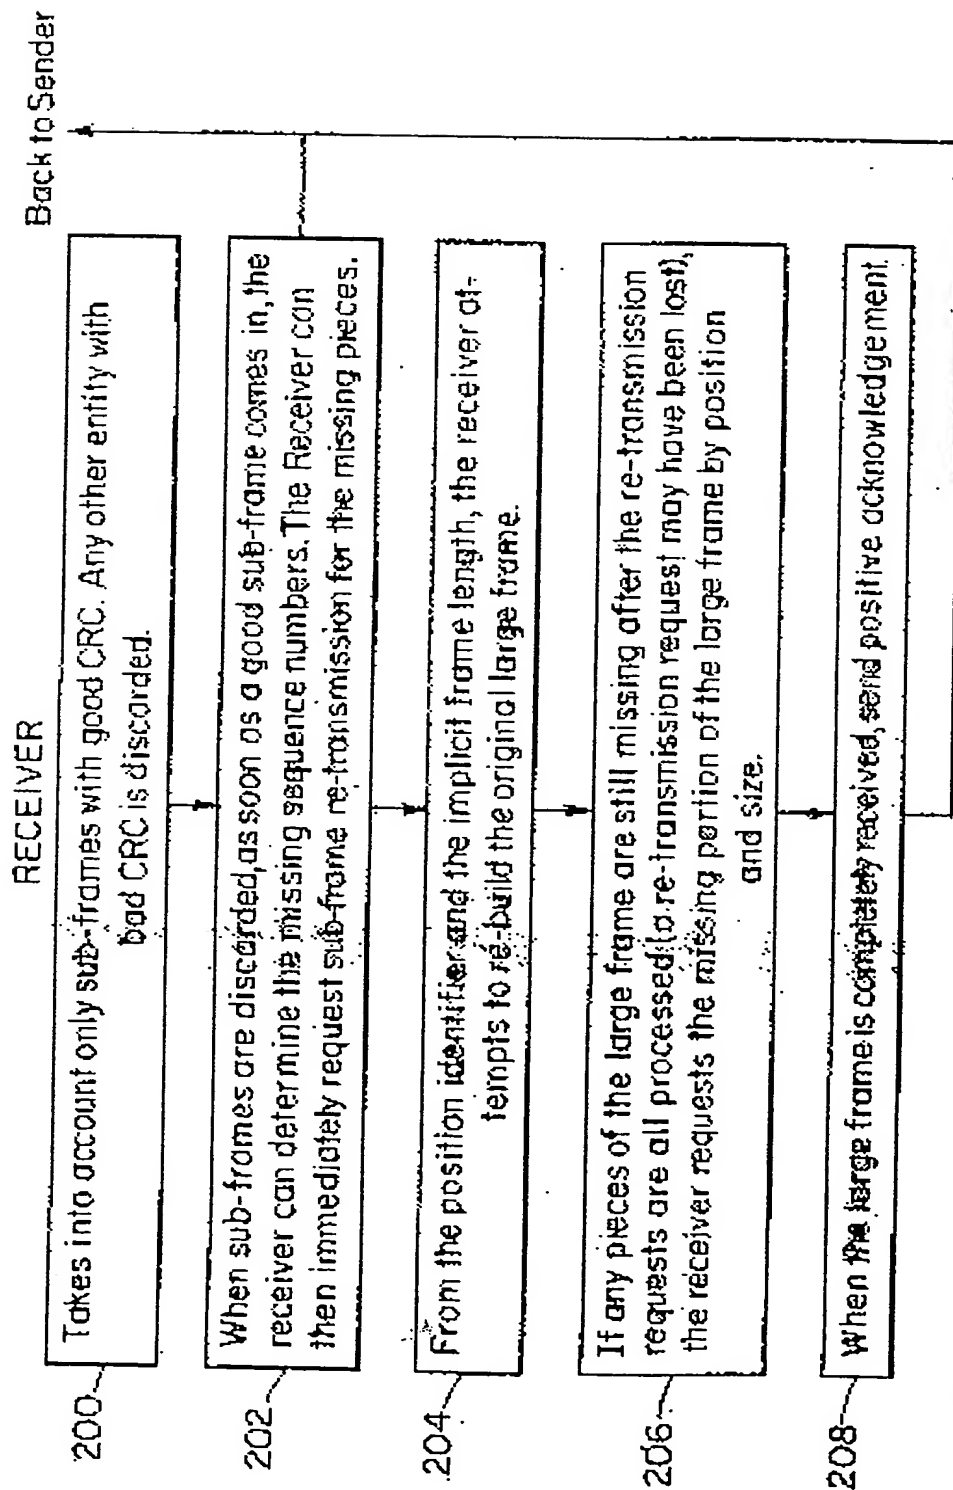 RECEIVER
Back to Sender
200
Takes into account only sub-frames with good CRC. Any other entity with
bad CRC is discarded.
202
When sub-frames are discarded, as soon as a good sub-frame comes in, the
receiver can determine the missing sequence numbers. The Receiver can
then immediately request sub-frame re-transmission for the missing pieces.
204
From the position identifier and the implicit frame length, the receiver at-
tempts to re-build the original large frame.
206
If any pieces of the large frame are still missing after the re-transmission
requests are all processed (a re-transmission request may have been lost),
the receiver requests the missing portion of the large frame by position
and size.
208
When the large frame is completely received, send positive acknowledgement